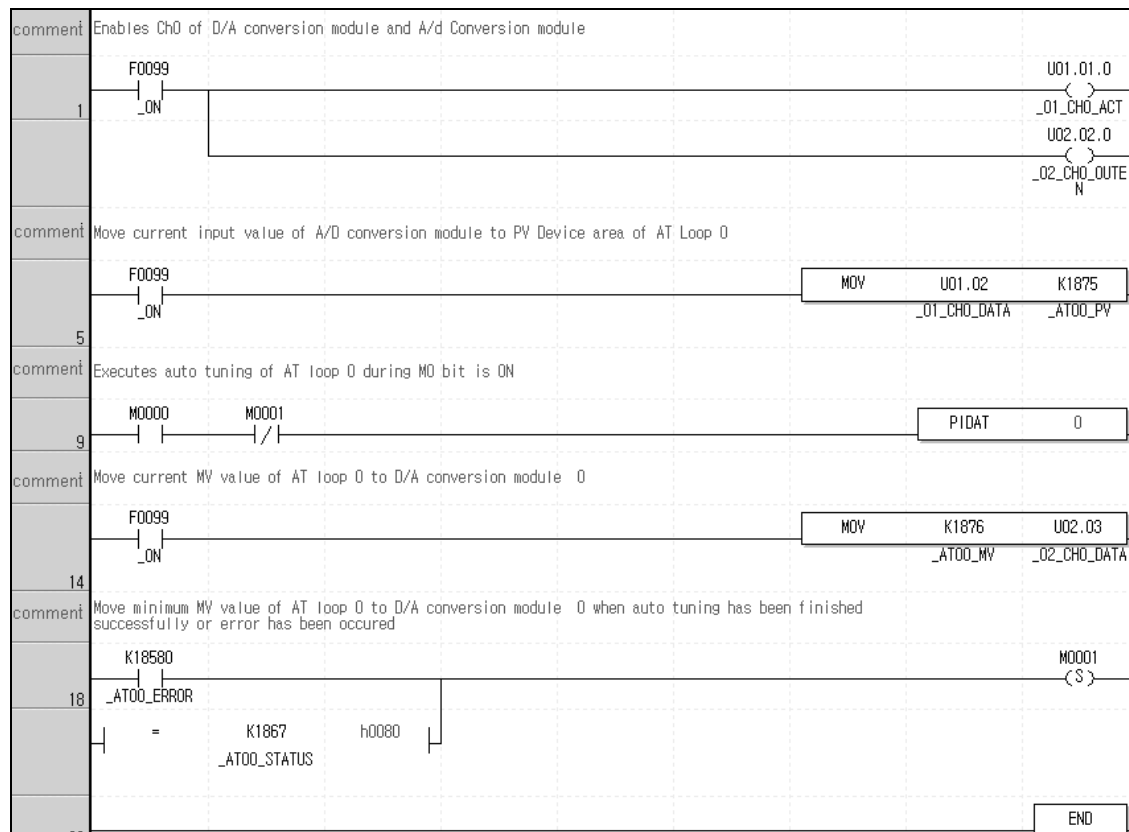 comment Enables Ch0 of D/A conversion module and A/d Conversion module
F0099 U01.01.0
1 _ON _01_CH0_ACT
U02.02.0
_02_CH0_OUTE
N
comment Move current input value of A/D conversion module to PV Device area of AT Loop 0
F0099 MOV U01.02 K1875
_ON _01_CH0_DATA _AT00_PV
5
comment Executes auto tuning of AT loop 0 during M0 bit is ON
M0000 M0001 PIDAT 0
9
comment Move current MV value of AT loop 0 to D/A conversion module 0
F0099 MOV K1876 U02.03
_ON _AT00_MV _02_CH0_DATA
14
comment Move minimum MV value of AT loop 0 to D/A conversion module 0 when auto tuning has been finished
successfully or error has been occured
K18580 M0001
( S )
18 _AT00_ERROR
= K1867 h0080
_AT00_STATUS
END